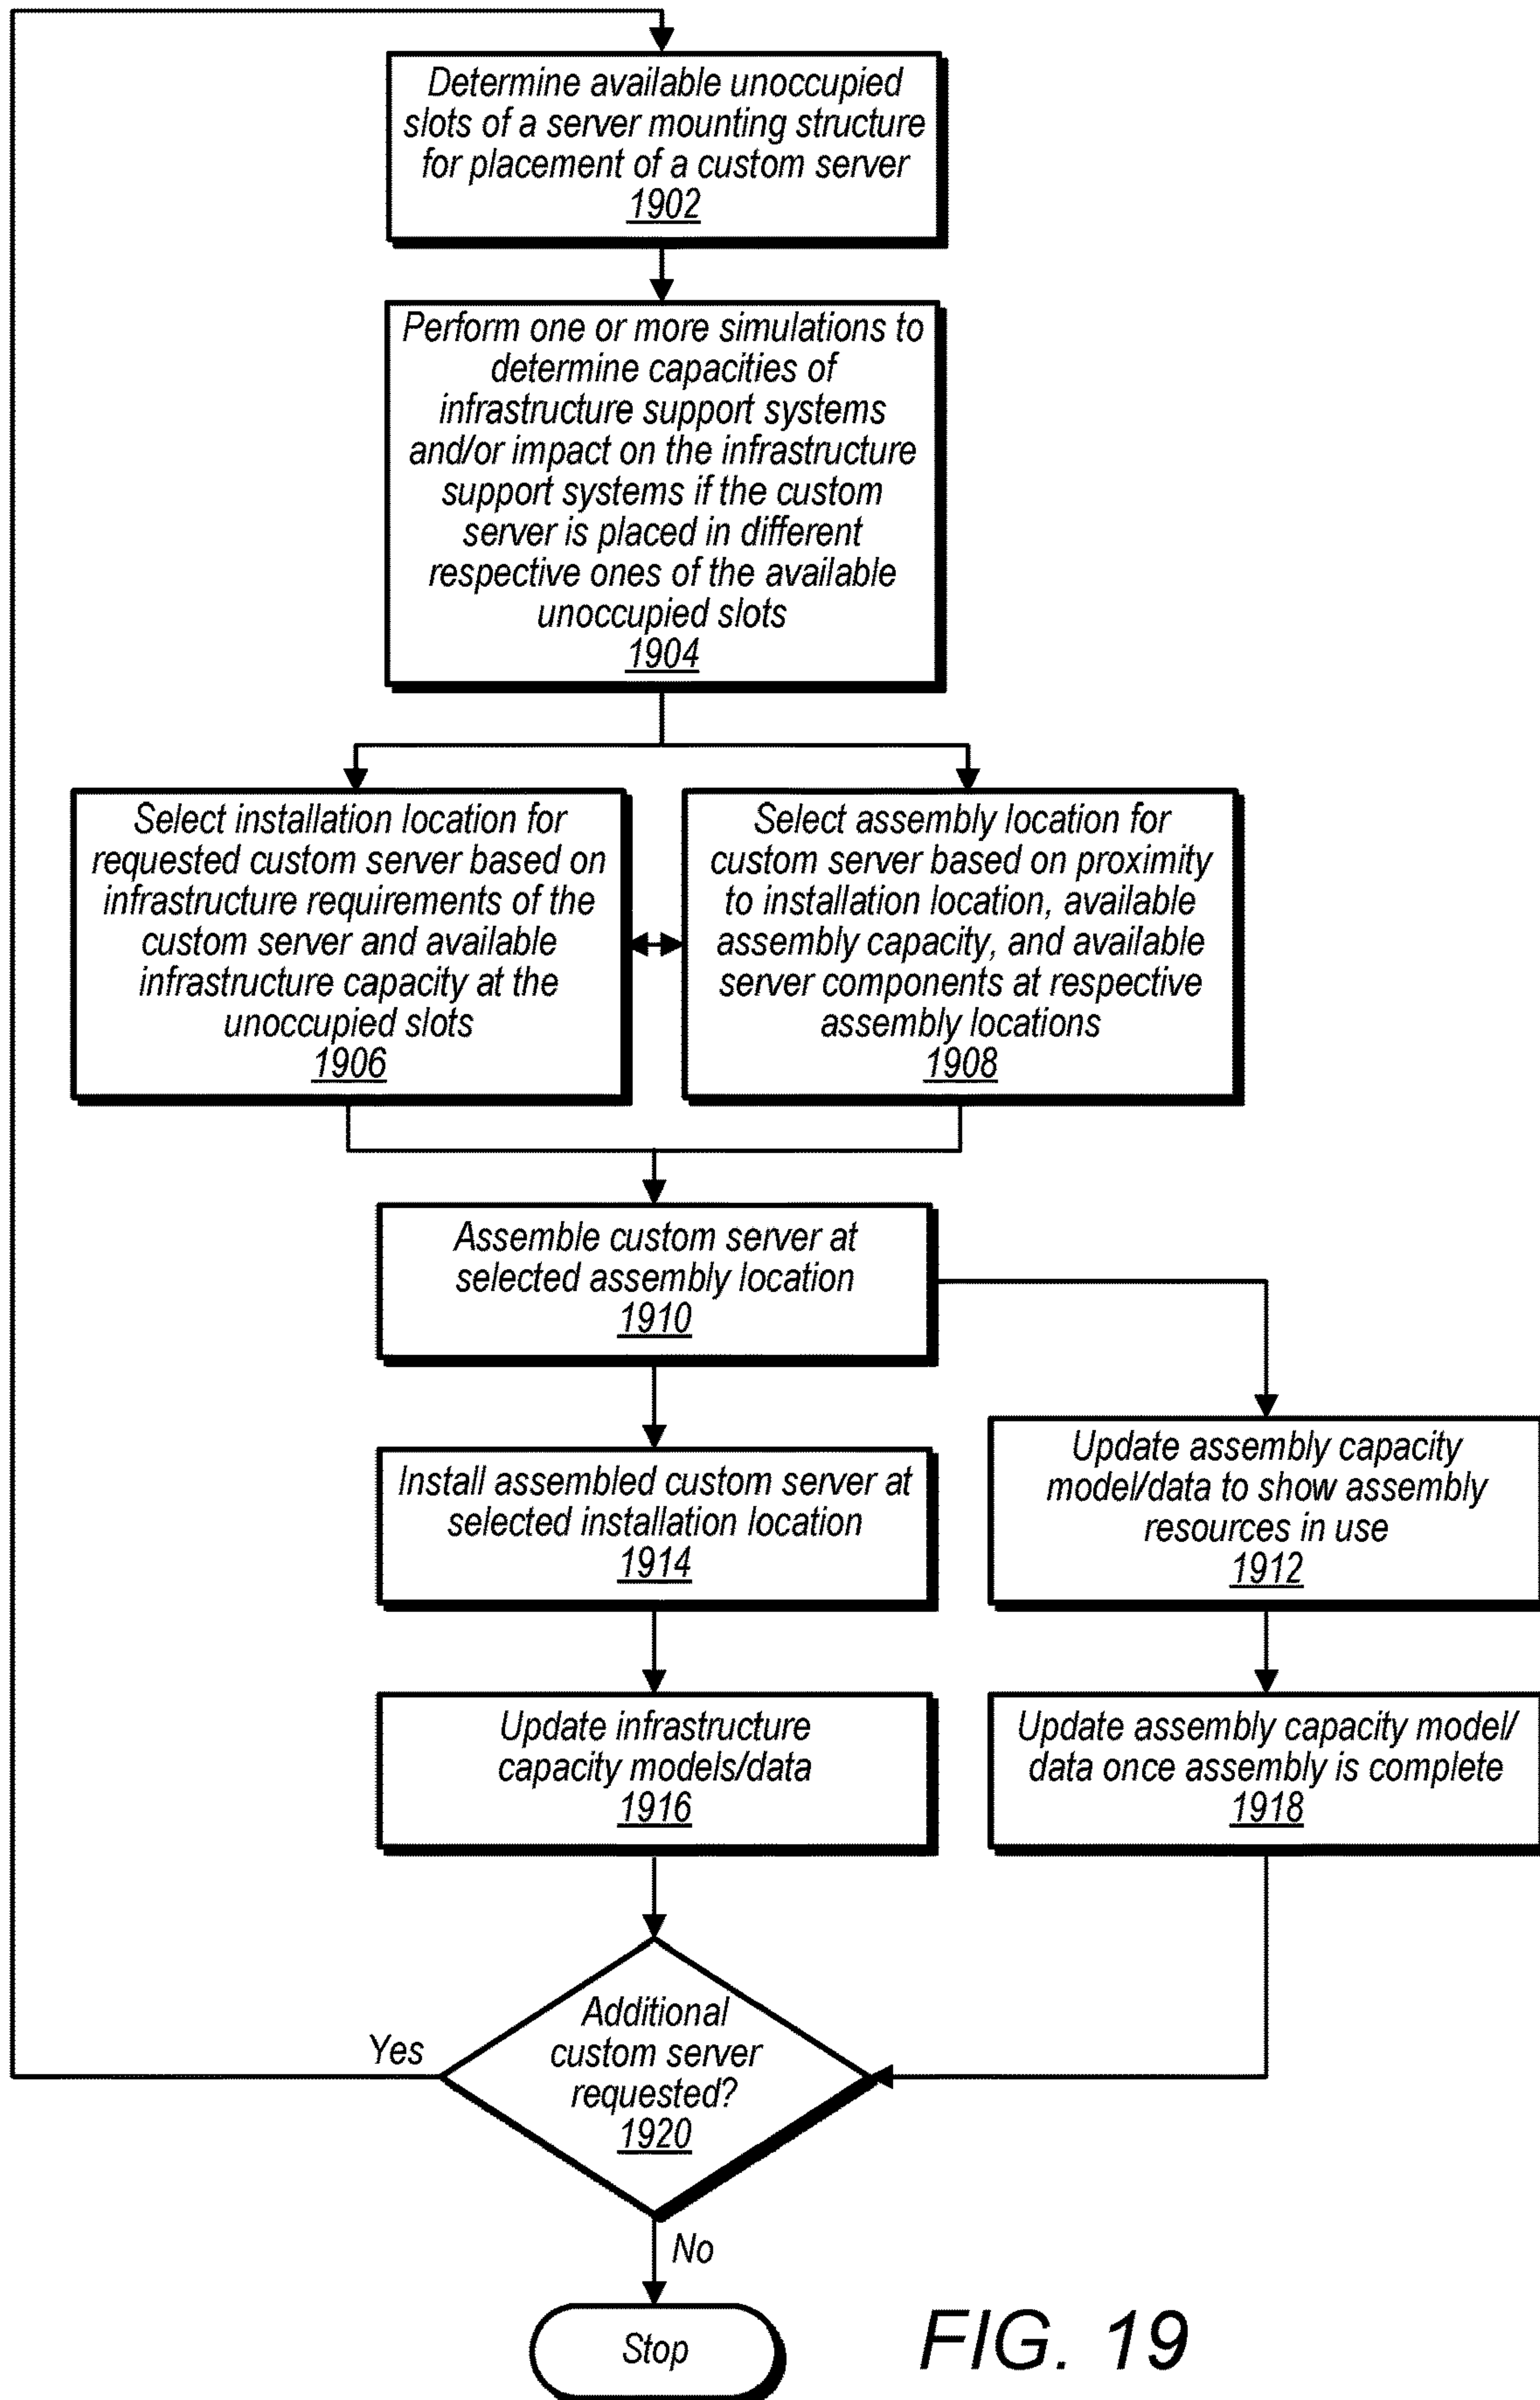 Determine available unoccupied
slots of a server mounting structure
for placement of a custom server
1902
Perform one or more simulations to
determine capacities of
infrastructure support systems
and/or impact on the infrastructure
support systems if the custom
server is placed in different
respective ones of the available
unoccupied slots
1904
Select installation location for
requested custom server based on
infrastructure requirements of the
custom server and available
infrastructure capacity at the
unoccupied slots
1906
Select assembly location for
custom server based on proximity
to installation location, available
assembly capacity, and available
server components at respective
assembly locations
1908
Assemble custom server at
selected assembly location
1910
Install assembled custom server at
selected installation location
1914
Update assembly capacity
model/data to show assembly
resources in use
1912
Update infrastructure
capacity models/data
1916
Update assembly capacity model/
data once assembly is complete
1918
Additional
custom server
requested?
1920
Yes
No
Stop
FIG. 19